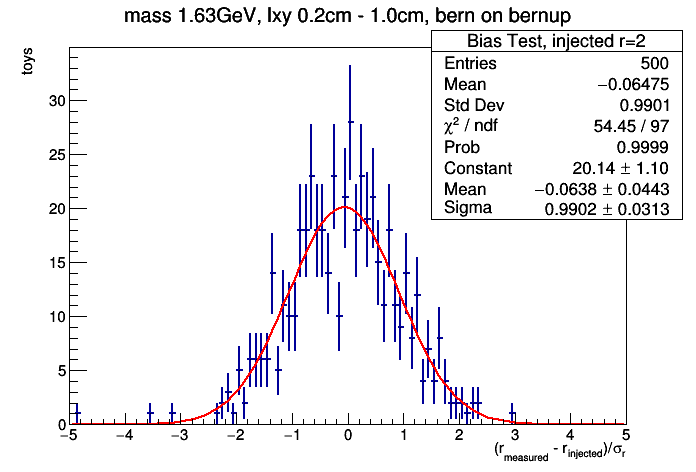 mass 1.63GeV, lxy 0.2cm - 1.0cm, bern on bernup
toys
Bias Test, injected r=2
Entries 500
Mean −0.06475
Std Dev 0.9901
χ² / ndf 54.45 / 97
Prob 0.9999
Constant 20.14 ± 1.10
Mean −0.0638 ± 0.0443
Sigma 0.9902 ± 0.0313
30
25
20
15
10
5
0
−5 −4 −3 −2 −1 0 1 2 3 4 5
(r_measured - r_injected)/σ_r